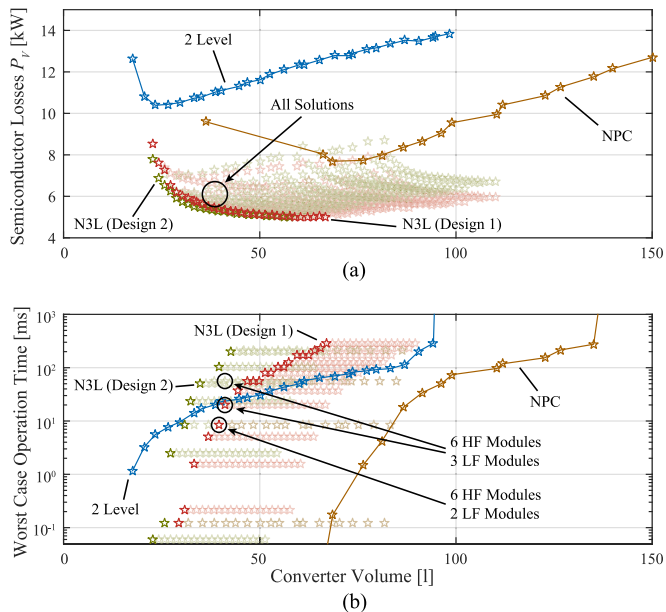 Semiconductor Losses P_V [kW]
14
12
10
8
6
4
2 Level
All Solutions
NPC
N3L (Design 2)
N3L (Design 1)
0
50
100
150
(a)
Worst Case Operation Time [ms]
10³
10²
10¹
10⁰
10⁻¹
N3L (Design 1)
N3L (Design 2)
NPC
6 HF Modules
3 LF Modules
6 HF Modules
2 LF Modules
2 Level
0
50
100
150
Converter Volume [l]
(b)